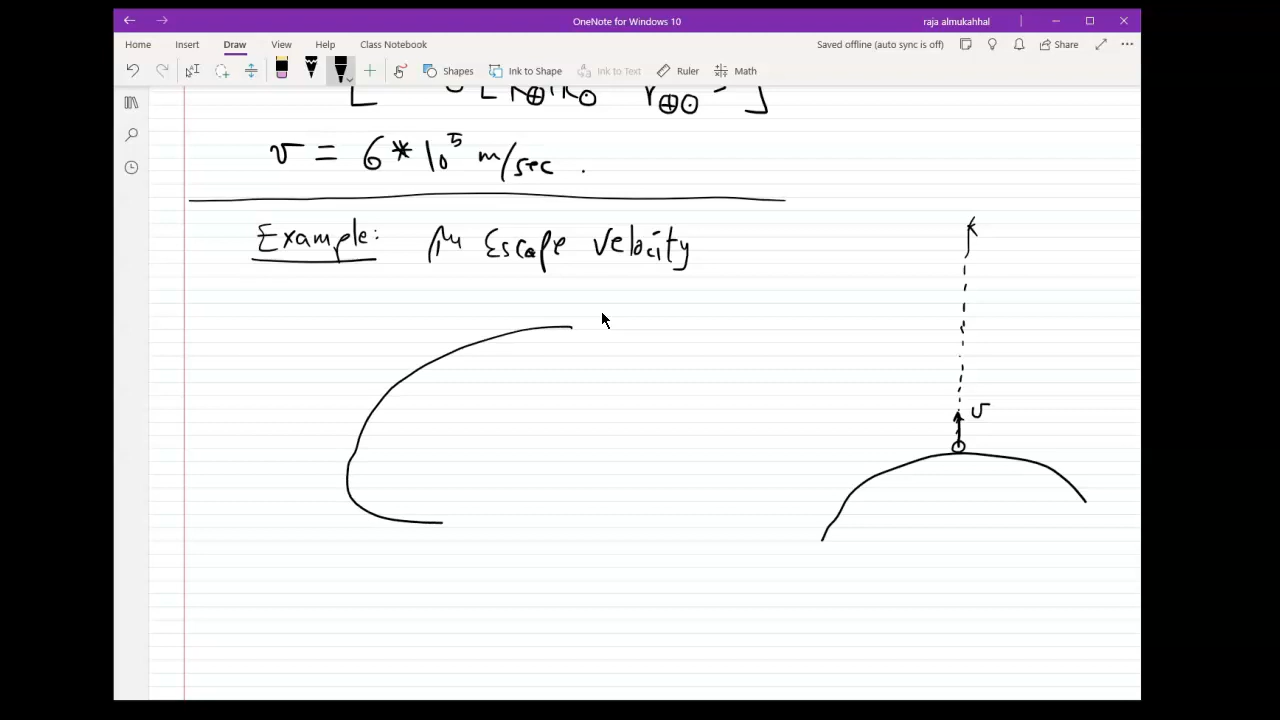 OneNote for Windows 10
raja almukahhal
Home Insert Draw View Help Class Notebook
Saved offline (auto sync is off)
Share
Shapes Ink to Shape Ink to Text Ruler Math
v = 6 * 10^5 m/sec .
Example: Escape Velocity
v